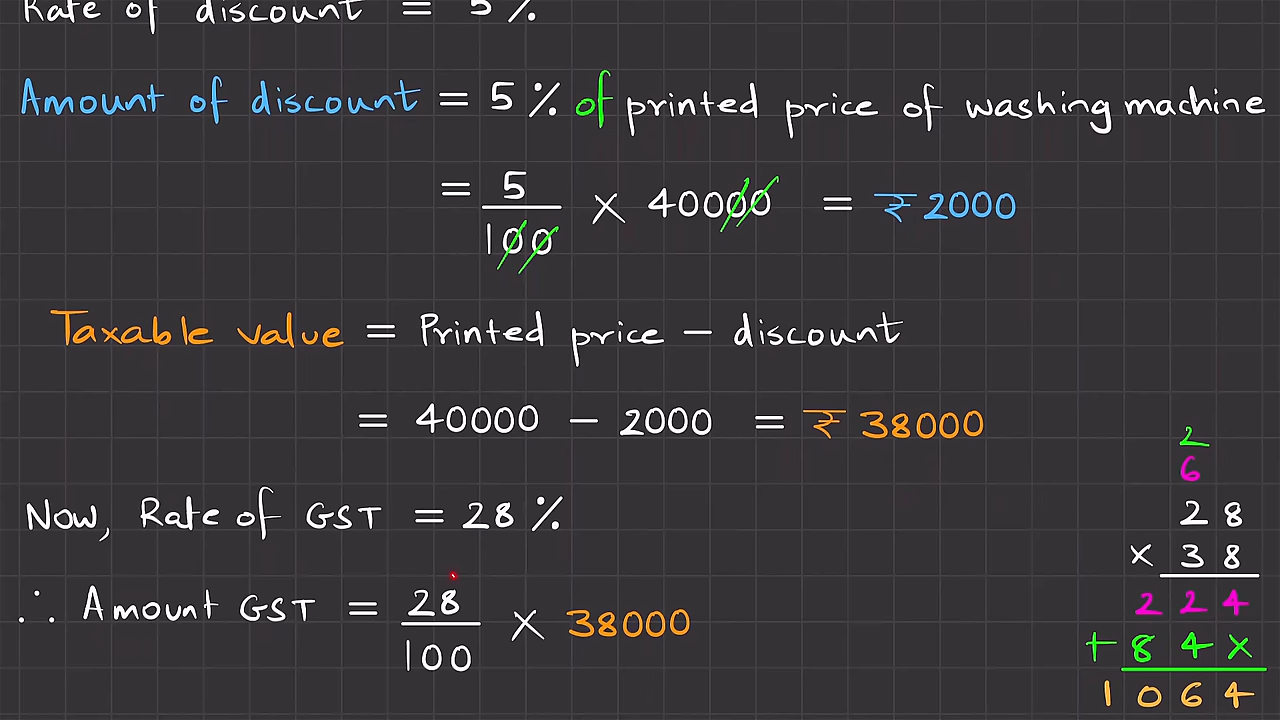 Rate of discount = 5 %
Amount of discount = 5 % of printed price of washing machine
= 5/100 × 40000 = ₹ 2000
Taxable value = Printed price – discount
= 40000 – 2000 = ₹ 38000
Now, Rate of GST = 28 %
∴ Amount GST = 28/100 × 38000
2
6
28
× 38
224
+ 84×
1064